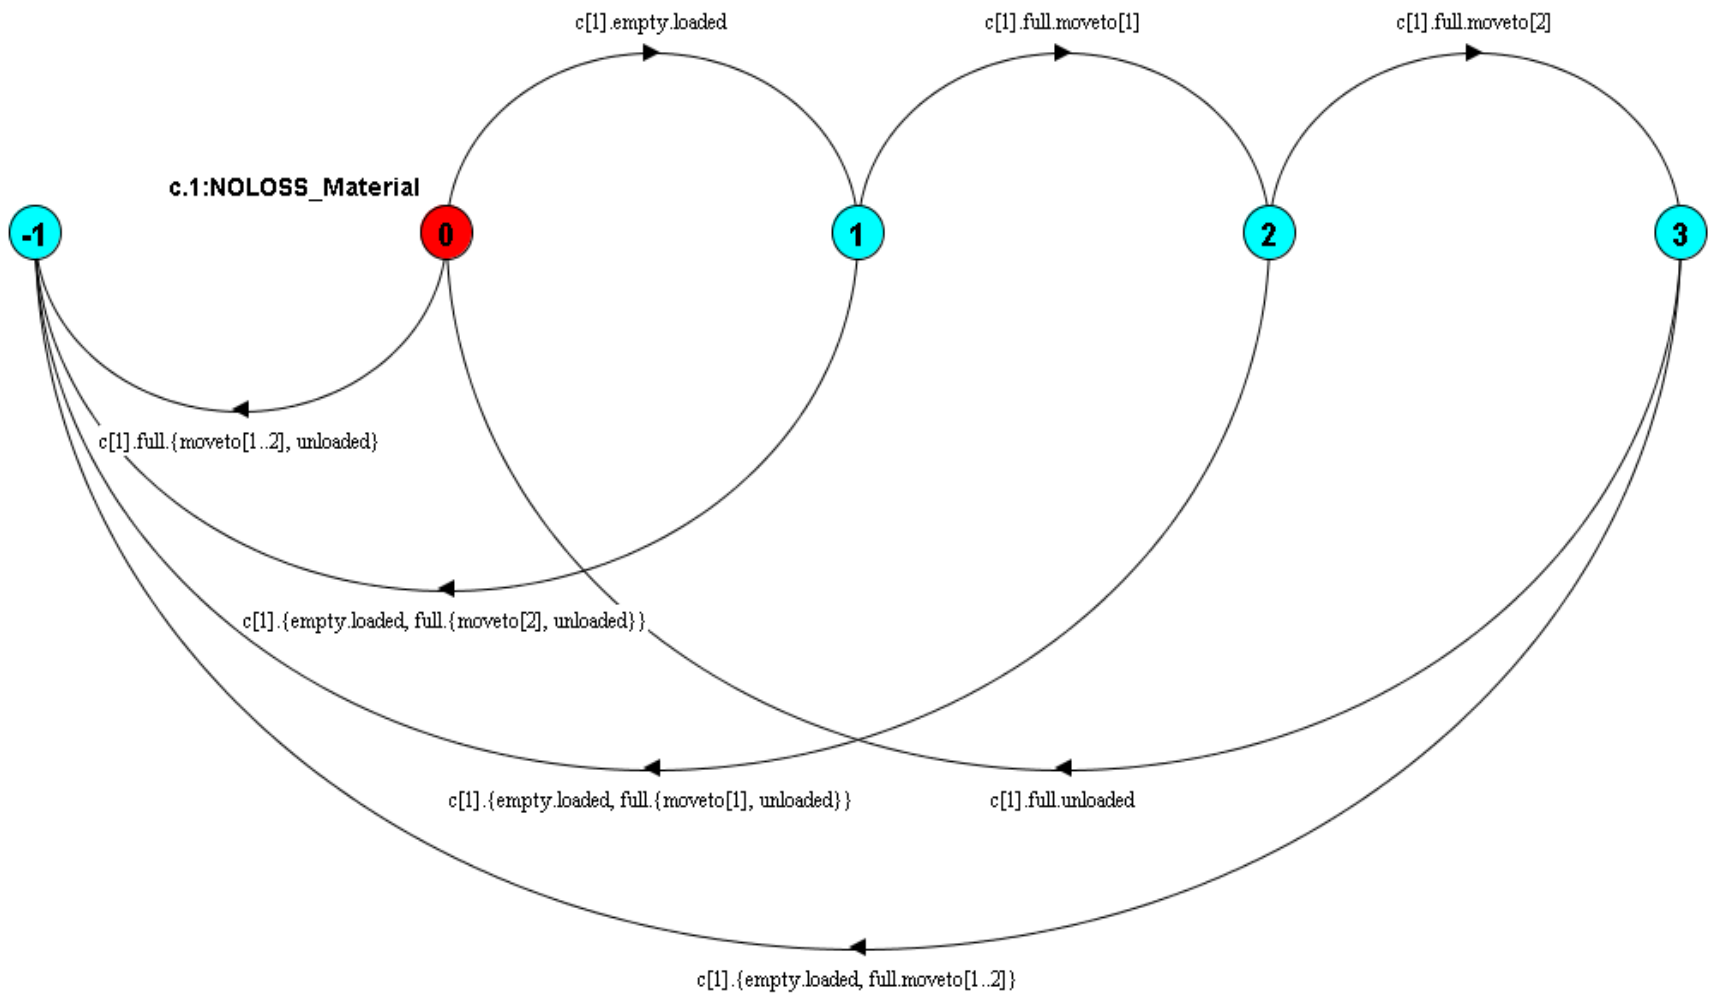 c[1].empty.loaded
c[1].full.moveto[1]
c[1].full.moveto[2]
c.1:NOLOSS_Material
-1
0
1
2
3
c[1].full.{moveto[1..2], unloaded}
c[1].{empty.loaded, full.{moveto[2], unloaded}}
c[1].{empty.loaded, full.{moveto[1], unloaded}}
c[1].full.unloaded
c[1].{empty.loaded, full.moveto[1..2]}